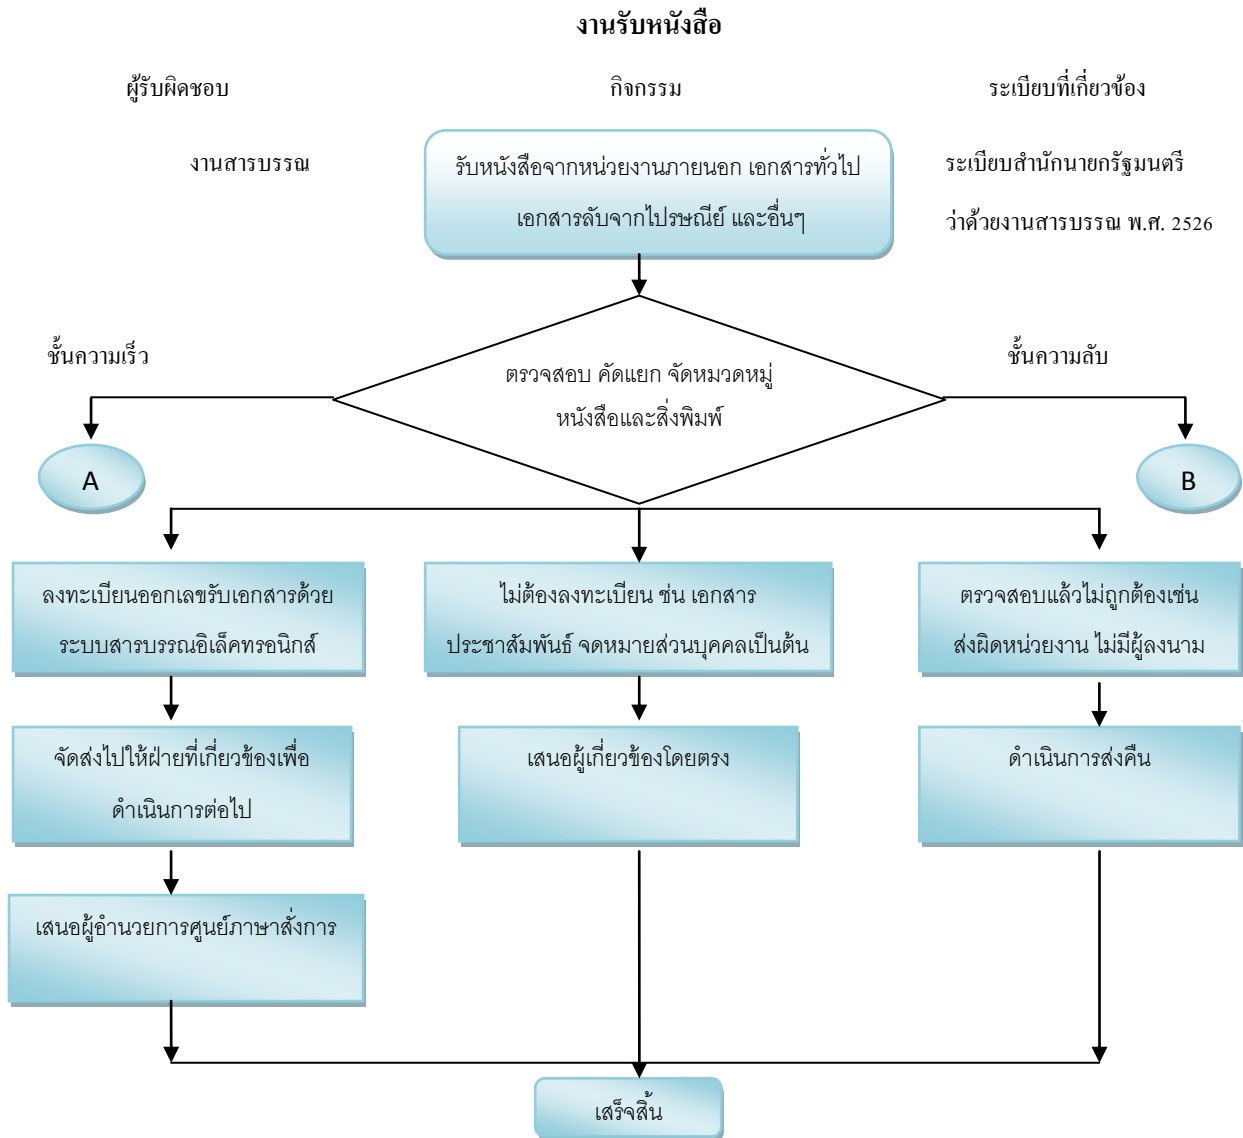 งานรับหนังสือ
ผู้รับผิดชอบ
กิจกรรม
ระเบียบที่เกี่ยวข้อง
งานสารบรรณ
รับหนังสือจากหน่วยงานภายนอก เอกสารทั่วไป
เอกสารลับจากไปรษณีย์ และอื่นๆ
ระเบียบสำนักนายกรัฐมนตรี
ว่าด้วยงานสารบรรณ พ.ศ. 2526
ชั้นความเร็ว
ตรวจสอบ คัดแยก จัดหมวดหมู่
หนังสือและสิ่งพิมพ์
ชั้นความลับ
A
B
ลงทะเบียนออกเลขรับเอกสารด้วย
ระบบสารบรรณอิเล็คทรอนิกส์
ไม่ต้องลงทะเบียน ช่น เอกสาร
ประชาสัมพันธ์ จดหมายส่วนบุคคลเป็นต้น
ตรวจสอบแล้วไม่ถูกต้องเช่น
ส่งผิดหน่วยงาน ไม่มีผู้ลงนาม
จัดส่งไปให้ฝ่ายที่เกี่ยวข้องเพื่อ
ดำเนินการต่อไป
เสนอผู้เกี่ยวข้องโดยตรง
ดำเนินการส่งคืน
เสนอผู้อำนวยการศูนย์ภาษาสั่งการ
เสร็จสิ้น